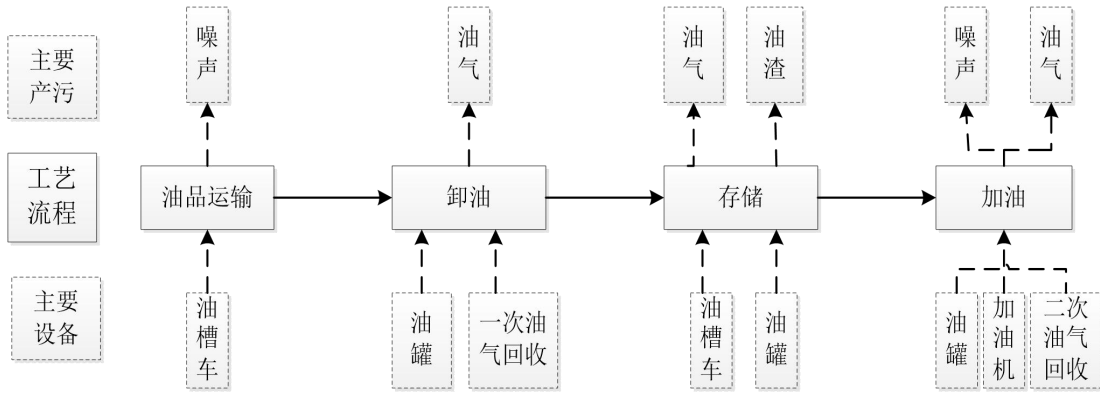 主要
产污
噪
声
油
气
油
气
油
渣
噪
声
油
气
工艺
流程
油品运输
卸油
存储
加油
主要
设备
油
槽
车
油
罐
一次油
气回收
油
槽
车
油
罐
油
罐
加
油
机
二次
油气
回收